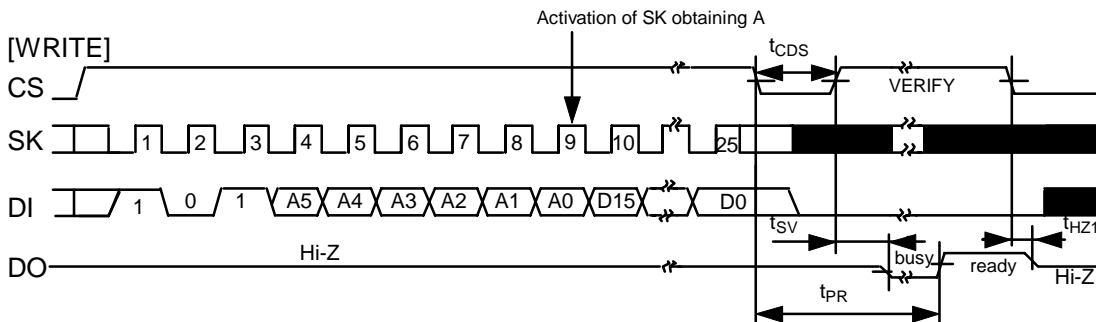 Activation of SK obtaining A
[WRITE]
tCDS
CS
VERIFY
SK 1 2 3 4 5 6 7 8 9 10 25
DI 1 0 1 A5 A4 A3 A2 A1 A0 D15 D0
tSV
tHZ1
Hi-Z
busy
ready
DO
Hi-Z
tPR